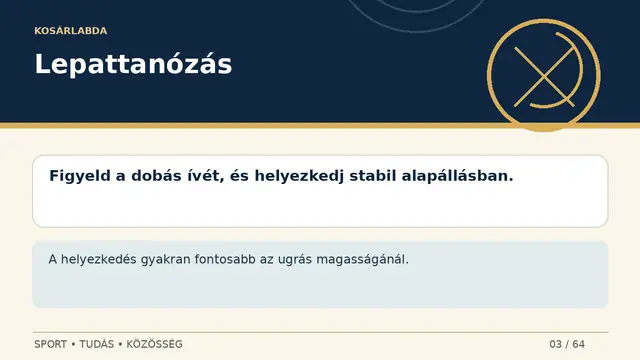 KOSÁRLABDA
Lepattanózás
Figyeld a dobás ívét, és helyezkedj stabil alapállásban.
A helyezkedés gyakran fontosabb az ugrás magasságánál.
SPORT • TUDÁS • KÖZÖSSÉG
03 / 64